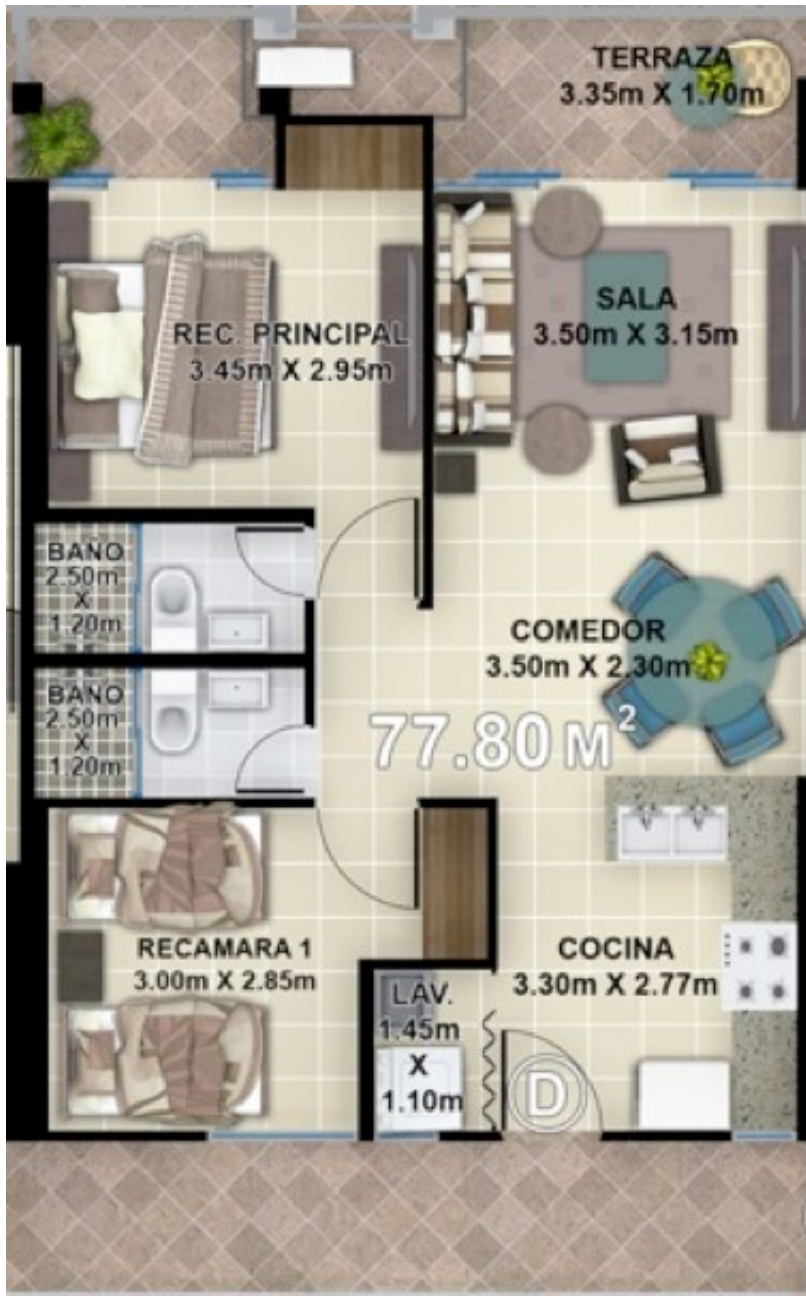 TERRAZA
3.35m X 1.70m
SALA
3.50m X 3.15m
REC. PRINCIPAL
3.45m X 2.95m
BAÑO
2.50m
X
1.20m
COMEDOR
3.50m X 2.30m
BAÑO
2.50m
X
1.20m
77.80 M²
RECAMARA 1
3.00m X 2.85m
COCINA
3.30m X 2.77m
LAV.
1.45m
X
1.10m
D